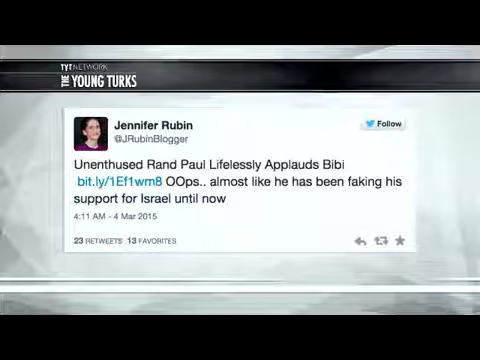 TYT NETWORK
THE YOUNG TURKS
Jennifer Rubin
@JRubinBlogger
Follow
Unenthused Rand Paul Lifelessly Applauds Bibi
bit.ly/1Ef1wm8 OOps.. almost like he has been faking his
support for Israel until now
4:11 AM - 4 Mar 2015
23 RETWEETS 13 FAVORITES